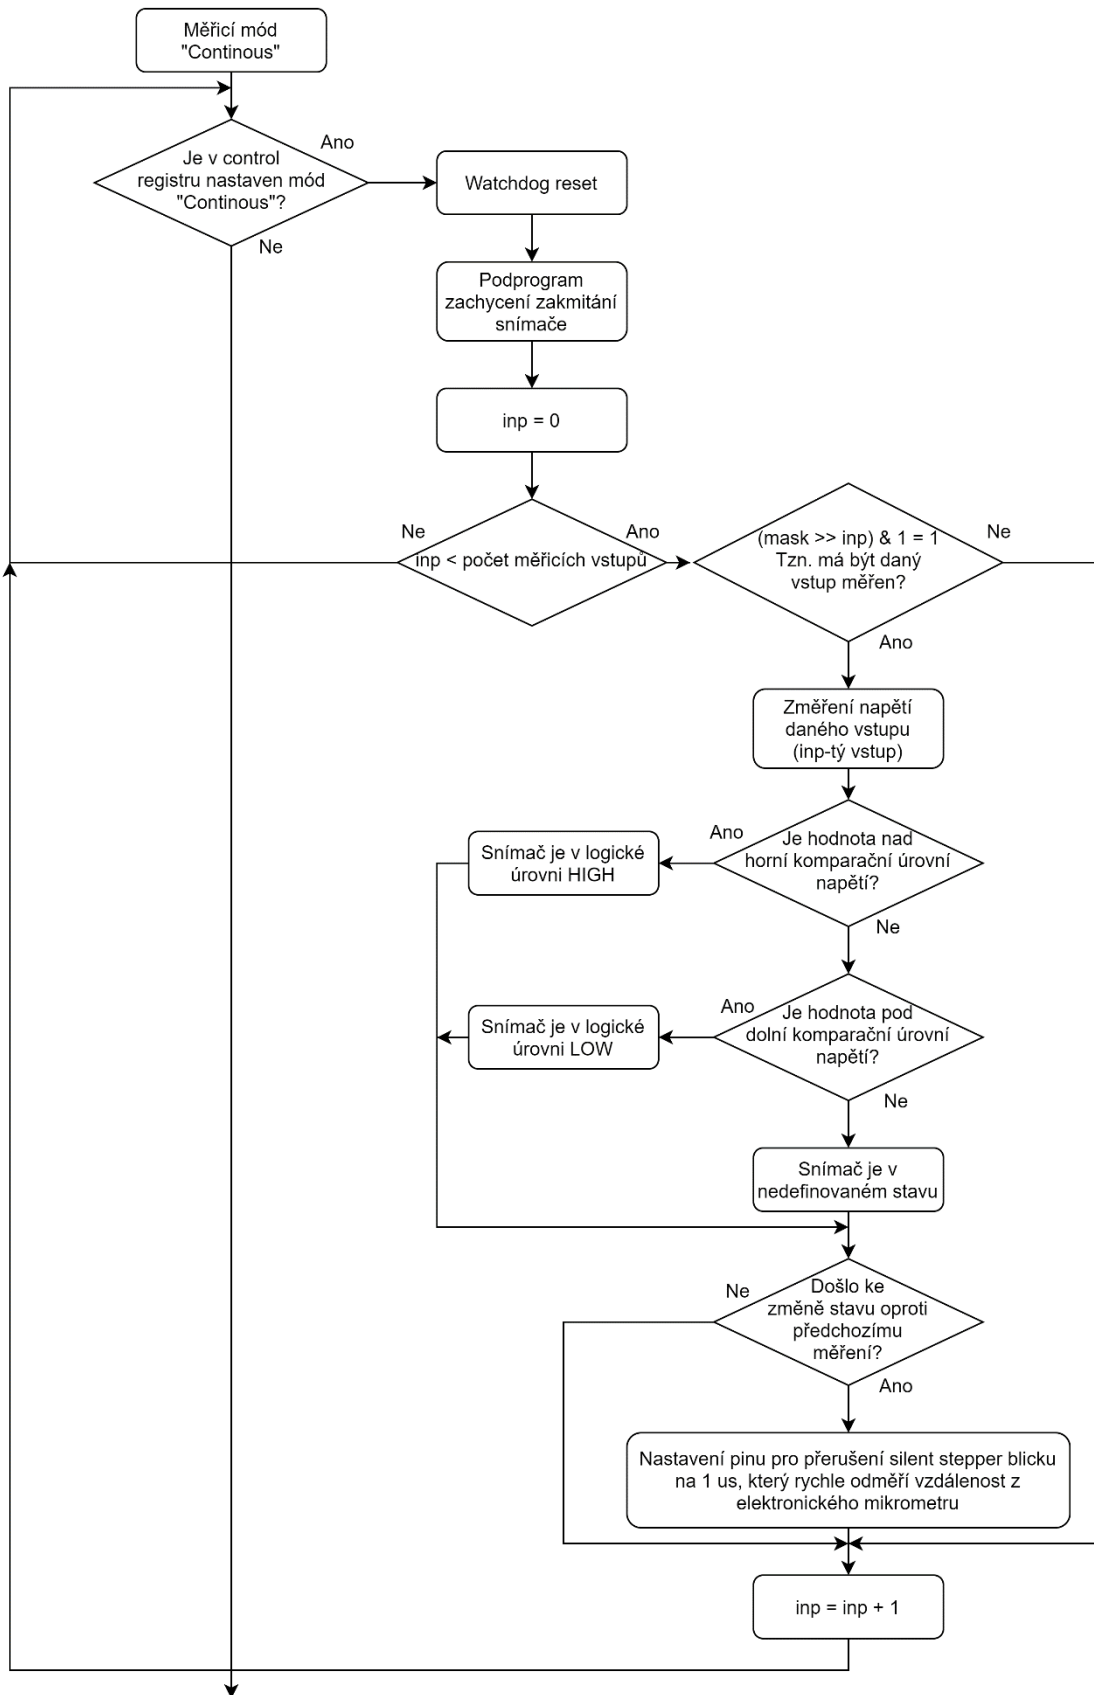 Měřicí mód
"Continous"
Ano
Je v control
registru nastaven mód
"Continous"?
Ne
Watchdog reset
Podprogram
zachycení zakmitání
snímače
inp = 0
Ne
Ano
inp < počet měřicích vstupů
(mask >> inp) & 1 = 1
Tzn. má být daný
vstup měřen?
Ne
Ano
Změření napětí
daného vstupu
(inp-tý vstup)
Ano
Je hodnota nad
horní komparační úrovní
napětí?
Snímač je v logické
úrovni HIGH
Ne
Ano
Je hodnota pod
dolní komparační úrovní
napětí?
Snímač je v logické
úrovni LOW
Ne
Snímač je v
nedefinovaném stavu
Ne
Došlo ke
změně stavu oproti
předchozímu
měření?
Ano
Nastavení pinu pro přerušení silent stepper blicku
na 1 us, který rychle odměří vzdálenost z
elektronického mikrometru
inp = inp + 1